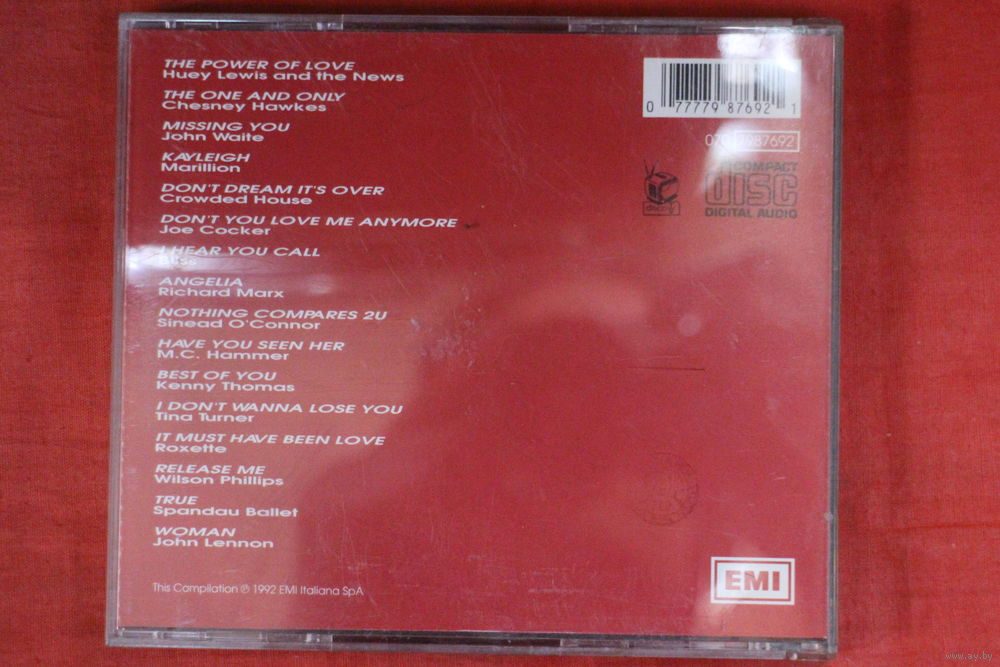 THE POWER OF LOVE
Huey Lewis and the News
THE ONE AND ONLY
Chesney Hawkes
MISSING YOU
John Waite
KAYLEIGH
Marillion
DON'T DREAM IT'S OVER
Crowded House
DON'T YOU LOVE ME ANYMORE
Joe Cocker
I HEAR YOU CALL
ANGELIA
Richard Marx
NOTHING COMPARES 2U
Sinead O'Connor
HAVE YOU SEEN HER
M.C. Hammer
BEST OF YOU
Kenny Thomas
I DON'T WANNA LOSE YOU
Tina Turner
IT MUST HAVE BEEN LOVE
Roxette
RELEASE ME
Wilson Phillips
TRUE
Spandau Ballet
WOMAN
John Lennon
This Compilation ℗ 1992 EMI Italiana SpA
0 77779 87692 1
7987692
COMPACT
DISC
DIGITAL AUDIO
EMI
www.ay.by